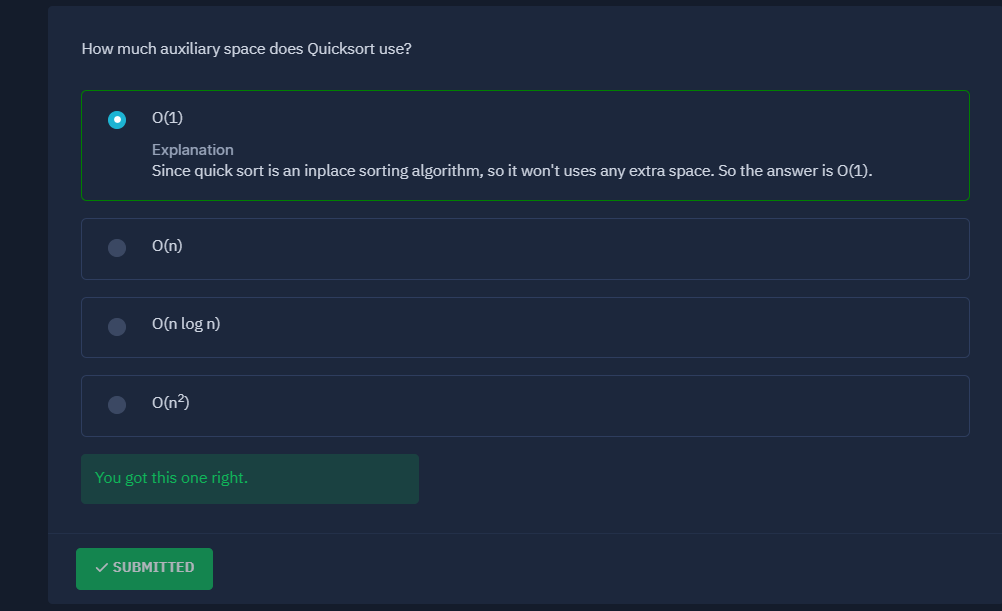 How much auxiliary space does Quicksort use?
O(1)
Explanation
Since quick sort is an inplace sorting algorithm, so it won't uses any extra space. So the answer is O(1).
O(n)
O(n log n)
O(n²)
You got this one right.
✓ SUBMITTED